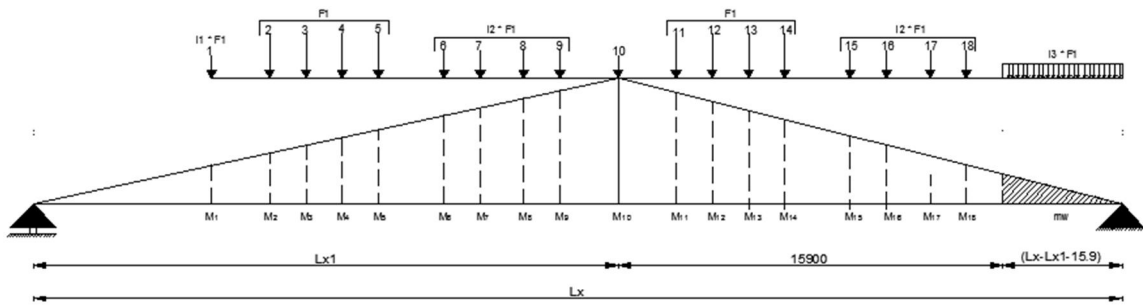 F1 F1
I1 * F1 I2 * F1 I2 * F1 I3 * F1
1 2 3 4 5 6 7 8 9 10 11 12 13 14 15 16 17 18
M1 M2 M3 M4 M5 M6 M7 M8 M9 M10 M11 M12 M13 M14 M15 M16 M17 M18 mw
Lx1 15900 (Lx-Lx1-15.9)
Lx